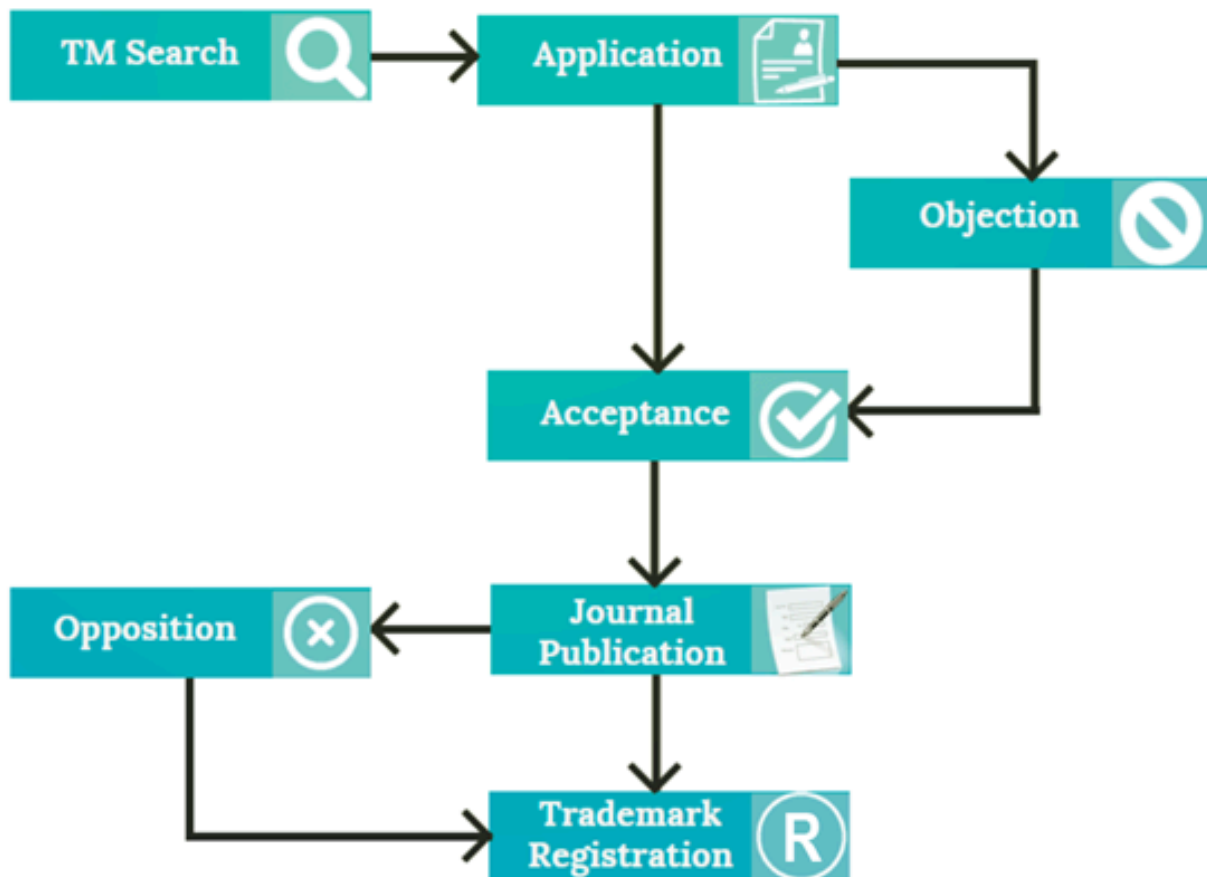 TM Search
Application
Objection
Acceptance
Journal
Publication
Opposition
Trademark
Registration
R